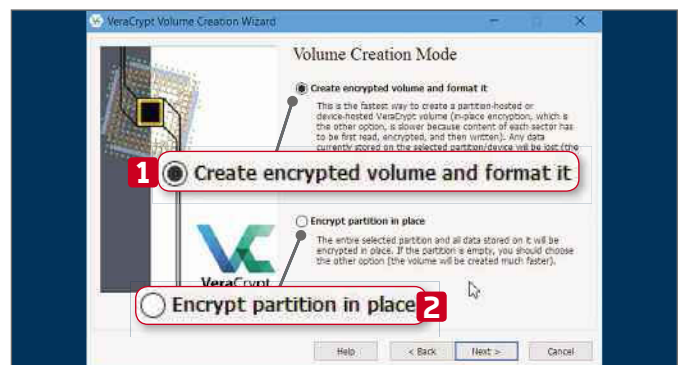 VeraCrypt Volume Creation Wizard
Volume Creation Mode
Create encrypted volume and format it
This is the fastest way to create a partition-hosted or
device-hosted VeraCrypt volume (in-place encryption, which is
the other option, is slower because content of each sector has
to be first read, encrypted, and then written). Any data
currently stored on the selected partition/device will be lost (the
1 Create encrypted volume and format it
Encrypt partition in place
The entire selected partition and all data stored on it will be
encrypted in place. If the partition is empty, you should choose
the other option (the volume will be created much faster).
VeraCrypt
Encrypt partition in place 2
Help < Back Next > Cancel